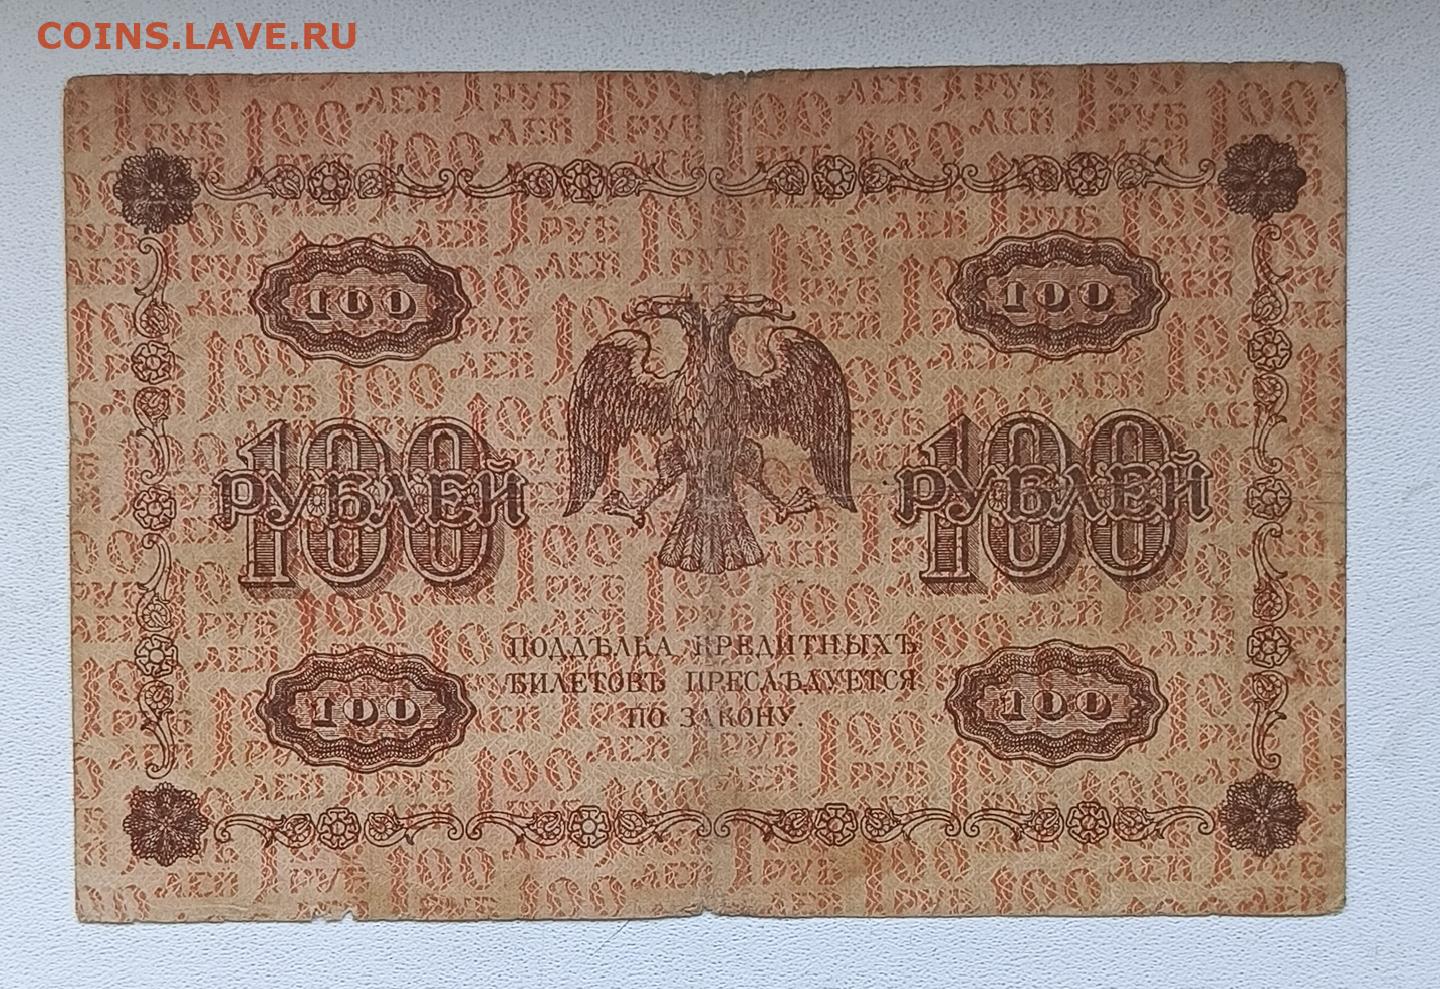 COINS.LAVE.RU
100 100
100 100
РУБЛЕЙ РУБЛЕЙ
ПОДДѢЛКА КРЕДИТНЫХЪ
БИЛЕТОВЪ ПРЕСЛѢДУЕТСЯ
ПО ЗАКОНУ.
100 100